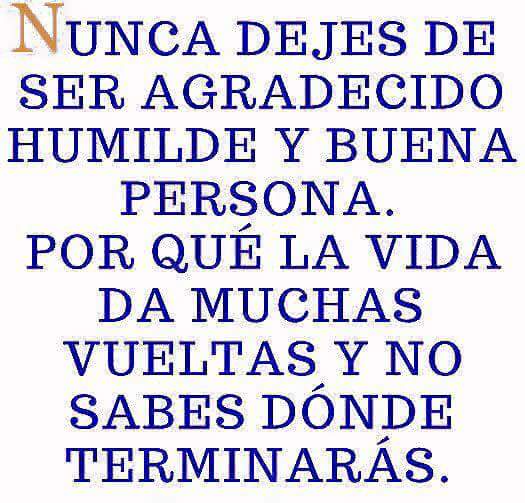 NUNCA DEJES DE
SER AGRADECIDO
HUMILDE Y BUENA
PERSONA.
POR QUÉ LA VIDA
DA MUCHAS
VUELTAS Y NO
SABES DÓNDE
TERMINARÁS.